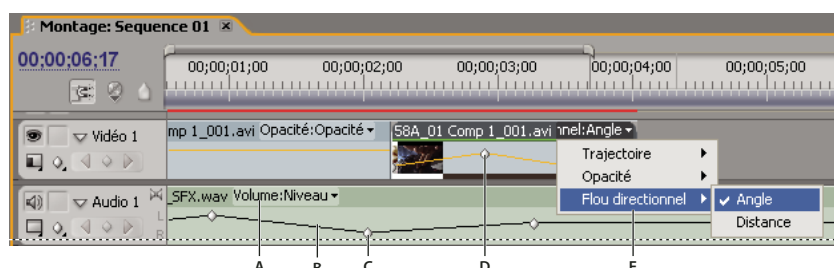 Montage: Sequence 01
00;00;06;17
00;00;01;00 00;00;02;00 00;00;03;00 00;00;04;00 00;00;05;00
Vidéo 1
mp 1_001.avi Opacité:Opacité
58A_01 Comp 1_001.avi nnel:Angle
Trajectoire
Opacité
Flou directionnel
Angle
Distance
Audio 1
_SFX.wav Volume:Niveau
L
R
A B C D E